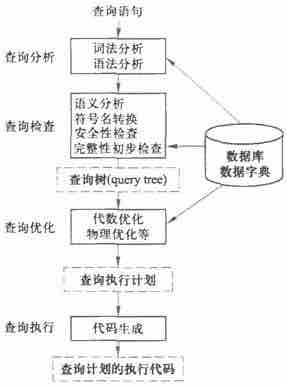 查询语句
查询分析
词法分析
语法分析
查询检查
语义分析
符号名转换
安全性检查
完整性初步检查
数据库
数据字典
查询树(query tree)
查询优化
代数优化
物理优化等
查询执行计划
查询执行
代码生成
查询计划的执行代码